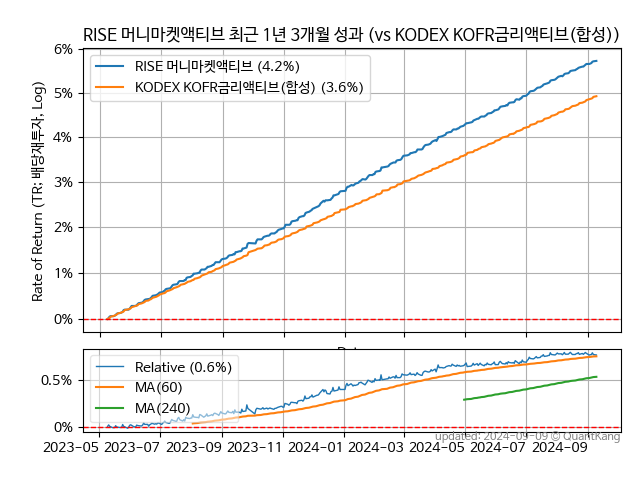 RISE 머니마켓액티브 최근 1년 3개월 성과 (vs KODEX KOFR금리액티브(합성))
6%
5%
4%
3%
2%
1%
0%
Rate of Return (TR; 배당재투자, Log)
RISE 머니마켓액티브 (4.2%)
KODEX KOFR금리액티브(합성) (3.6%)
0.5%
0%
Relative (0.6%)
MA(60)
MA(240)
2023-05 2023-07 2023-09 2023-11 2024-01 2024-03 2024-05 2024-07 2024-09
updated: 2024-09-09 © QuantKang